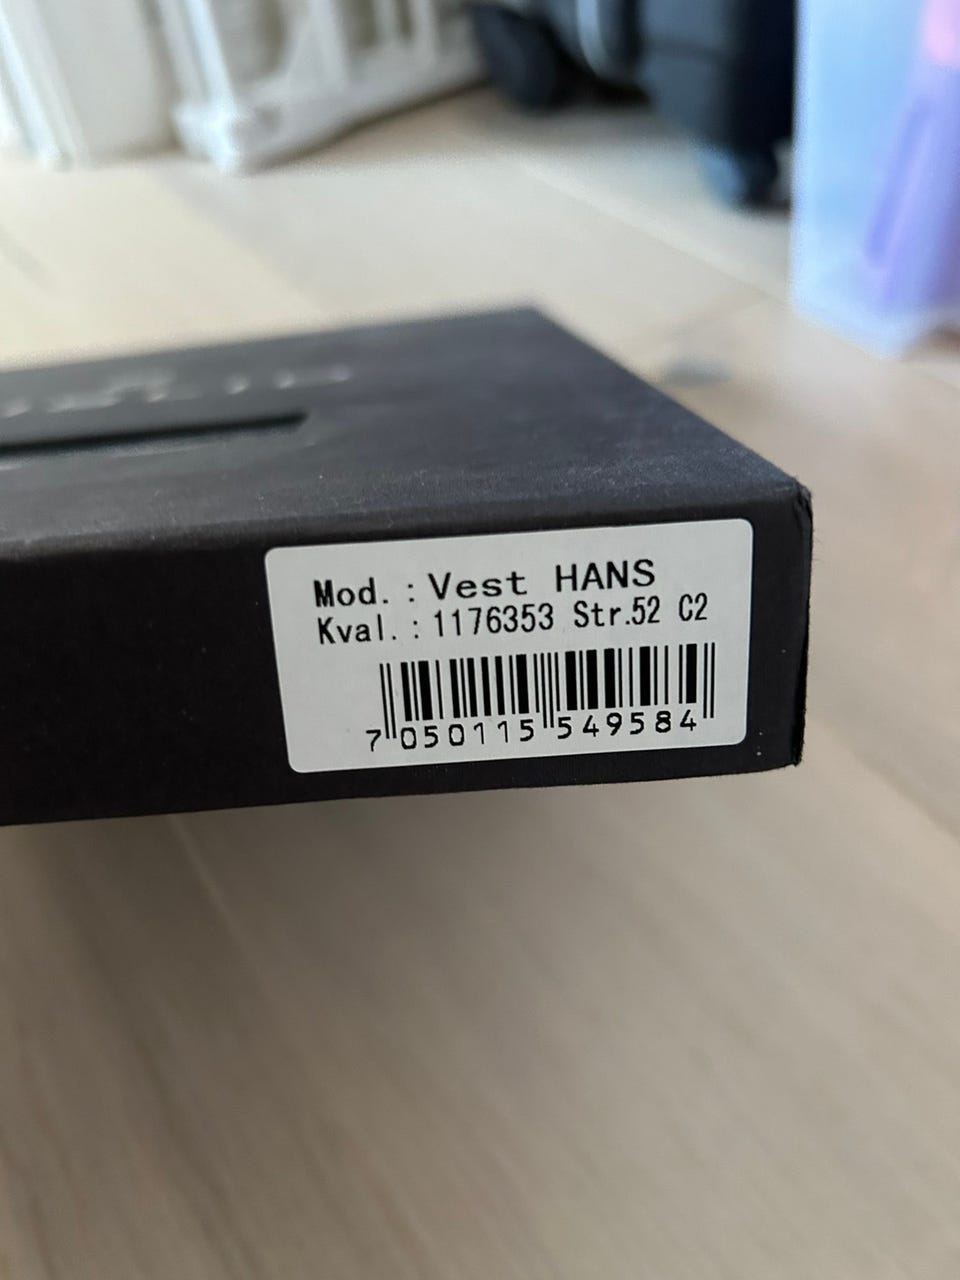 Mod.: Vest HANS
Kval.: 1176353 Str.52 C2
7 050115 549584